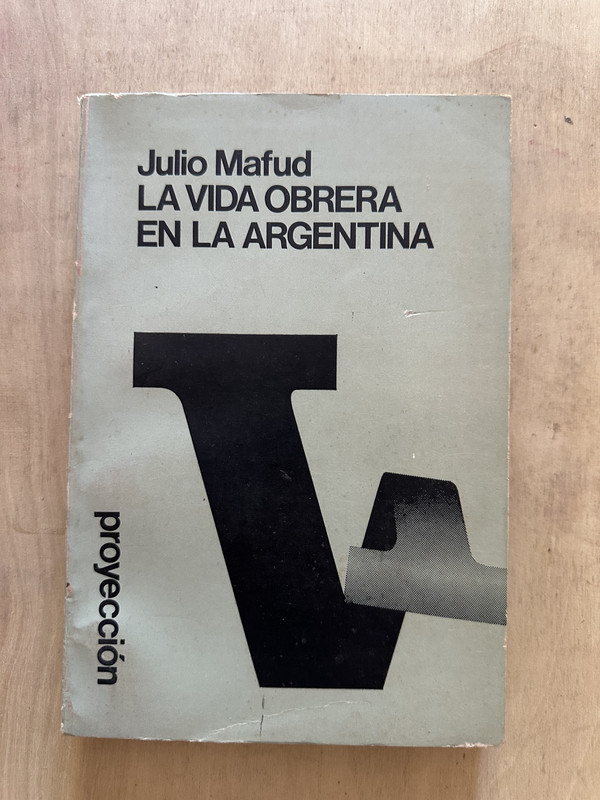 Julio Mafud
LA VIDA OBRERA
EN LA ARGENTINA
proyección